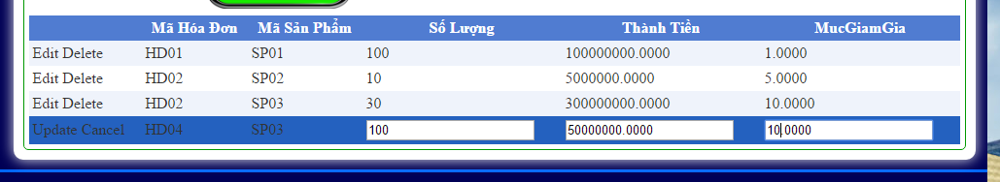 Mã Hóa Đơn Mã Sản Phẩm Số Lượng Thành Tiền MucGiamGia
Edit Delete HD01 SP01 100 100000000.0000 1.0000
Edit Delete HD02 SP02 10 5000000.0000 5.0000
Edit Delete HD02 SP03 30 300000000.0000 10.0000
Update Cancel HD04 SP03 100 50000000.0000 10.0000